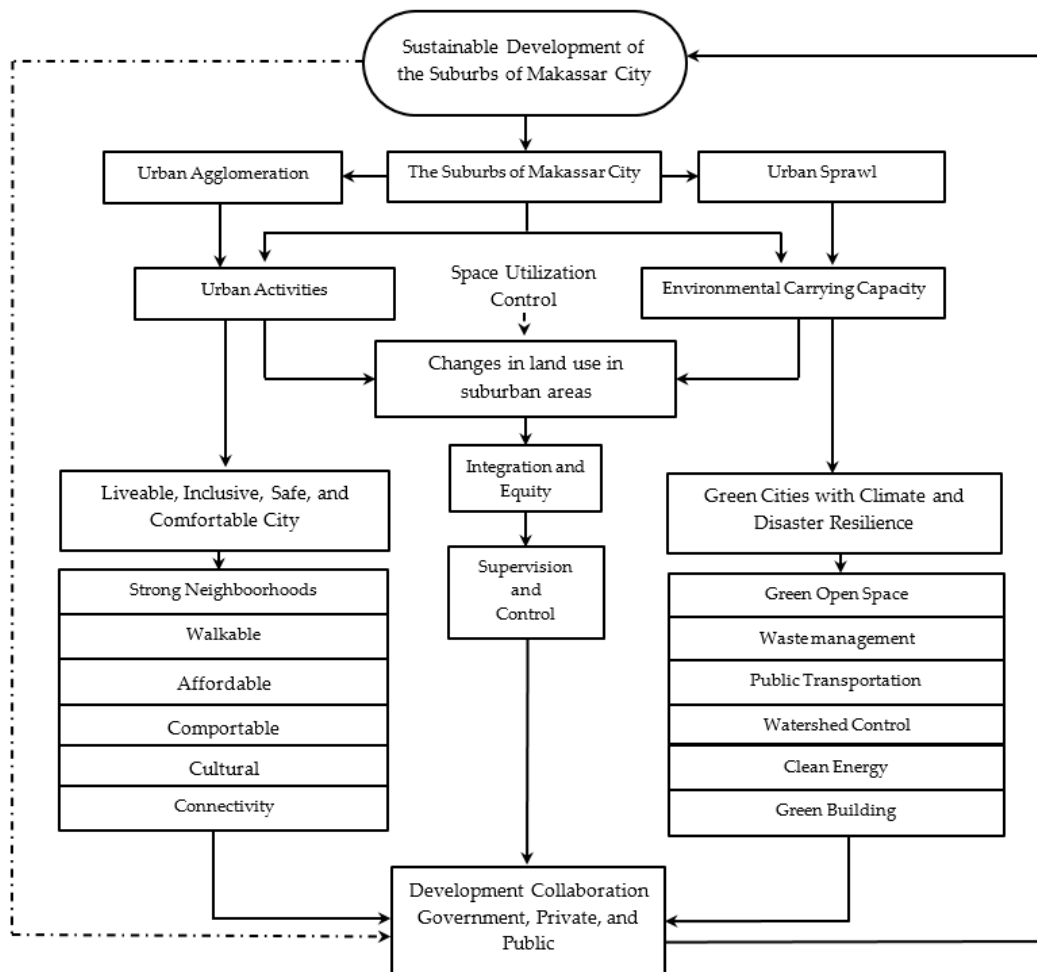 Sustainable Development of
the Suburbs of Makassar City
Urban Agglomeration
The Suburbs of Makassar City
Urban Sprawl
Urban Activities
Space Utilization
Control
Environmental Carrying Capacity
Changes in land use in
suburban areas
Integration and
Equity
Liveable, Inclusive, Safe, and
Comfortable City
Green Cities with Climate and
Disaster Resilience
Supervision
and
Control
Strong Neighboorhoods
Walkable
Affordable
Comportable
Cultural
Connectivity
Green Open Space
Waste management
Public Transportation
Watershed Control
Clean Energy
Green Building
Development Collaboration
Government, Private, and
Public